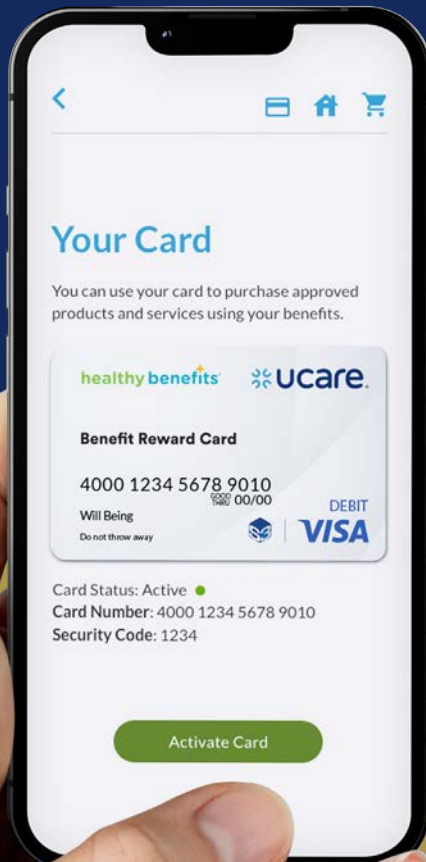 Your Card
You can use your card to purchase approved
products and services using your benefits.
healthy benefits
ucare.
Benefit Reward Card
4000 1234 5678 9010
GOOD
THRU 00/00
Will Being
DEBIT
Do not throw away
VISA
Card Status: Active
Card Number: 4000 1234 5678 9010
Security Code: 1234
Activate Card